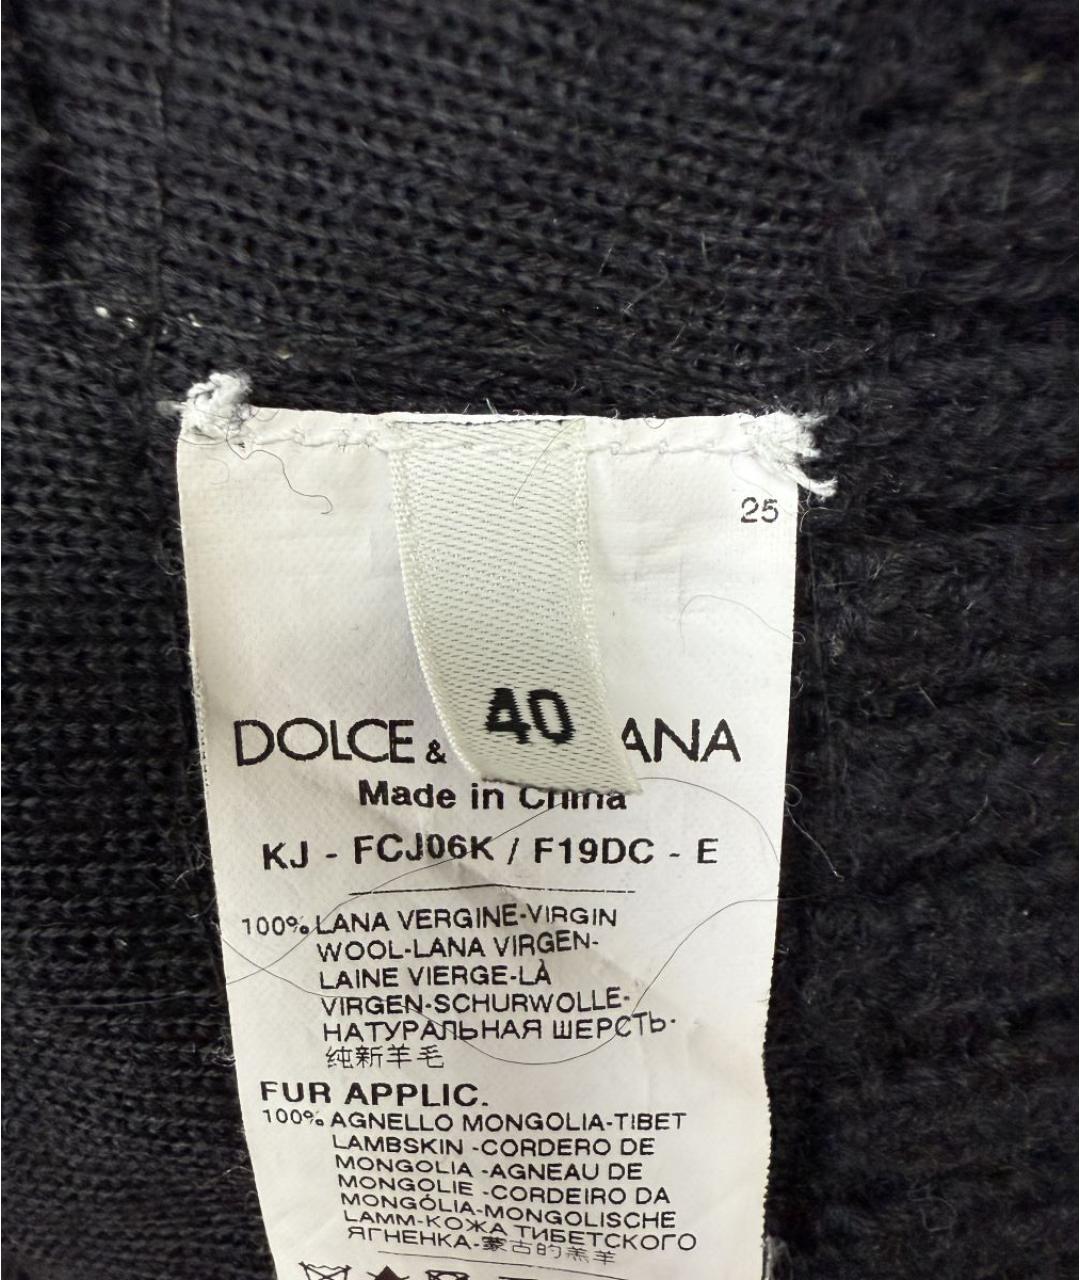 25
40
DOLCE & ANA
Made in China
KJ - FCJ06K / F19DC - E
100% LANA VERGINE-VIRGIN
WOOL-LANA VIRGEN-
LAINE VIERGE-LÀ
VIRGEN-SCHURWOLLE-
НАТУРАЛЬНАЯ ШЕРСТЬ-
纯新羊毛
FUR APPLIC.
100% AGNELLO MONGOLIA-TIBET
LAMBSKIN -CORDERO DE
MONGOLIA -AGNEAU DE
MONGOLIE -CORDEIRO DA
MONGÓLIA-MONGOLISCHE
LAMM-КОЖА ТИБЕТСКОГО
ЯГНЕНКА-蒙古的羔羊